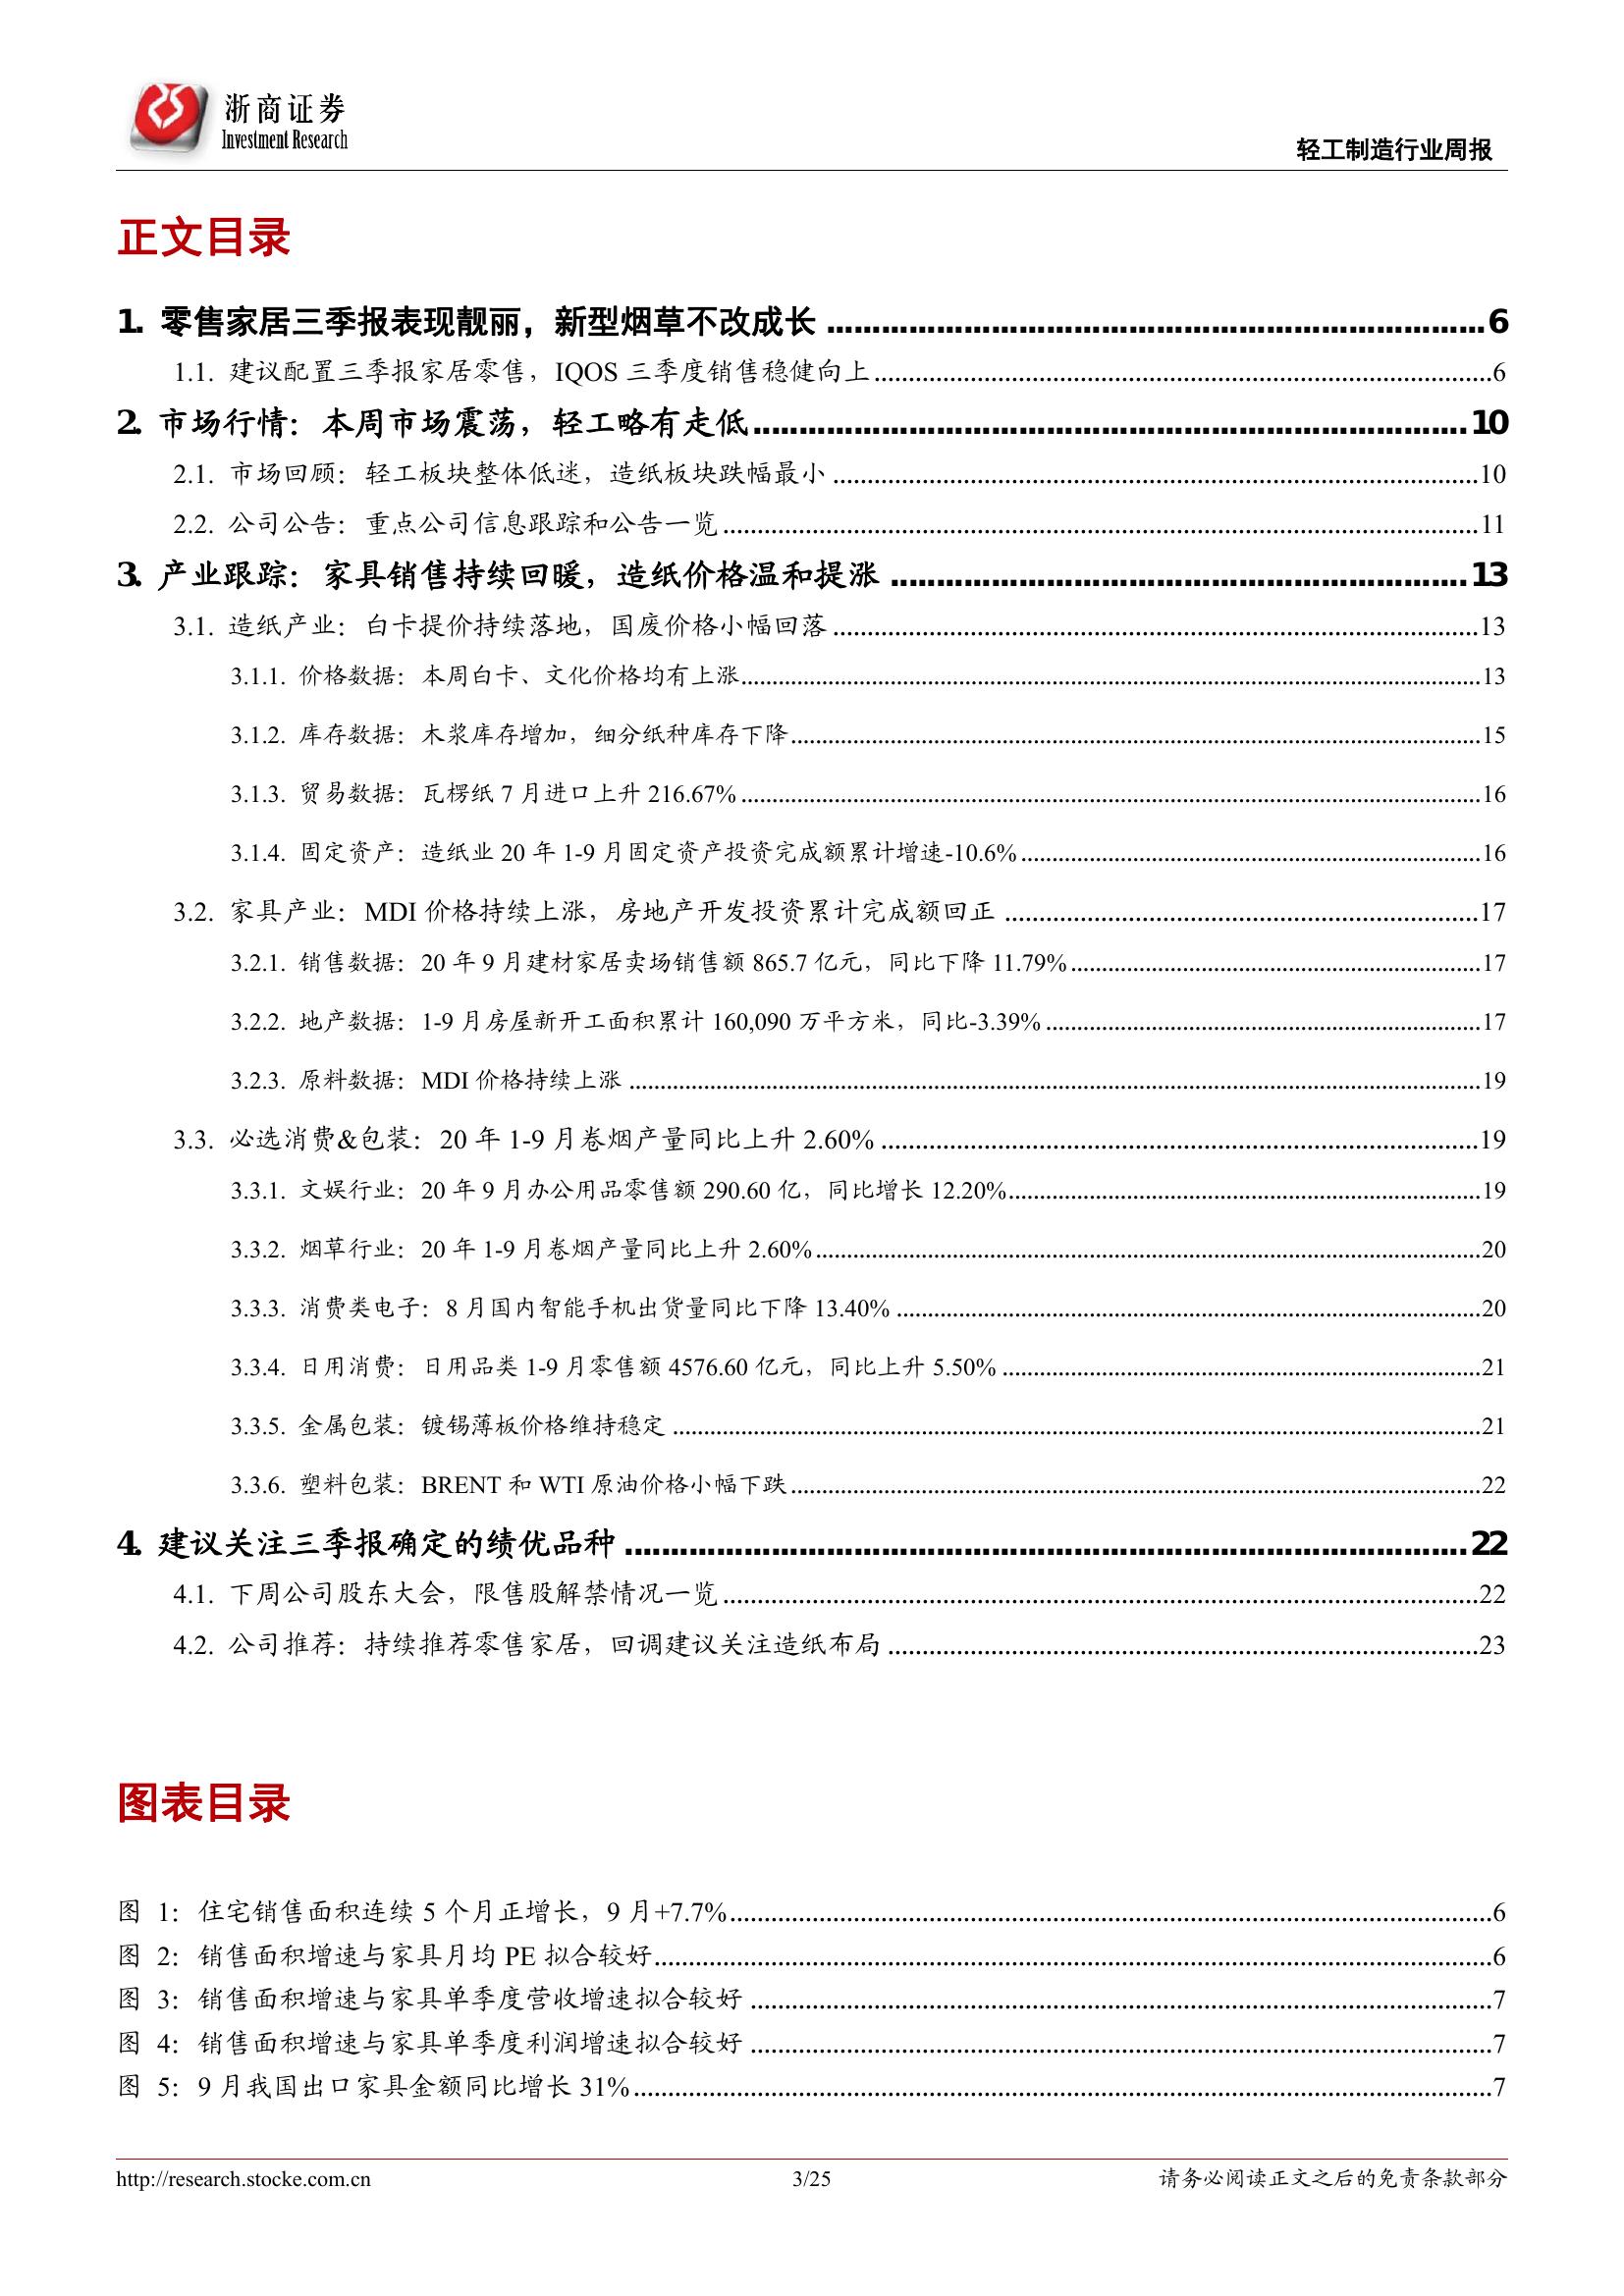 浙商证券
Investment Research
轻工制造行业周报
正文目录
1. 零售家居三季报表现靓丽，新型烟草不改成长 ........................................ 6
1.1. 建议配置三季报家居零售，IQOS 三季度销售稳健向上 ........................................ 6
2. 市场行情：本周市场震荡，轻工略有走低 ........................................ 10
2.1. 市场回顾：轻工板块整体低迷，造纸板块跌幅最小 ........................................ 10
2.2. 公司公告：重点公司信息跟踪和公告一览 ........................................ 11
3. 产业跟踪：家具销售持续回暖，造纸价格温和提涨 ........................................ 13
3.1. 造纸产业：白卡提价持续落地，国废价格小幅回落 ........................................ 13
3.1.1. 价格数据：本周白卡、文化价格均有上涨 ........................................ 13
3.1.2. 库存数据：木浆库存增加，细分纸种库存下降 ........................................ 15
3.1.3. 贸易数据：瓦楞纸 7 月进口上升 216.67% ........................................ 16
3.1.4. 固定资产：造纸业 20 年 1-9 月固定资产投资完成额累计增速-10.6% ........................................ 16
3.2. 家具产业：MDI 价格持续上涨，房地产开发投资累计完成额回正 ........................................ 17
3.2.1. 销售数据：20 年 9 月建材家居卖场销售额 865.7 亿元，同比下降 11.79% ........................................ 17
3.2.2. 地产数据：1-9 月房屋新开工面积累计 160,090 万平方米，同比-3.39% ........................................ 17
3.2.3. 原料数据：MDI 价格持续上涨 ........................................ 19
3.3. 必选消费&包装：20 年 1-9 月卷烟产量同比上升 2.60% ........................................ 19
3.3.1. 文娱行业：20 年 9 月办公用品零售额 290.60 亿，同比增长 12.20% ........................................ 19
3.3.2. 烟草行业：20 年 1-9 月卷烟产量同比上升 2.60% ........................................ 20
3.3.3. 消费类电子：8 月国内智能手机出货量同比下降 13.40% ........................................ 20
3.3.4. 日用消费：日用品类 1-9 月零售额 4576.60 亿元，同比上升 5.50% ........................................ 21
3.3.5. 金属包装：镀锡薄板价格维持稳定 ........................................ 21
3.3.6. 塑料包装：BRENT 和 WTI 原油价格小幅下跌 ........................................ 22
4. 建议关注三季报确定的绩优品种 ........................................ 22
4.1. 下周公司股东大会，限售股解禁情况一览 ........................................ 22
4.2. 公司推荐：持续推荐零售家居，回调建议关注造纸布局 ........................................ 23
图表目录
图 1：住宅销售面积连续 5 个月正增长，9 月+7.7% ........................................ 6
图 2：销售面积增速与家具月均 PE 拟合较好 ........................................ 6
图 3：销售面积增速与家具单季度营收增速拟合较好 ........................................ 7
图 4：销售面积增速与家具单季度利润增速拟合较好 ........................................ 7
图 5：9 月我国出口家具金额同比增长 31% ........................................ 7
http://research.stocke.com.cn 3/25 请务必阅读正文之后的免责条款部分